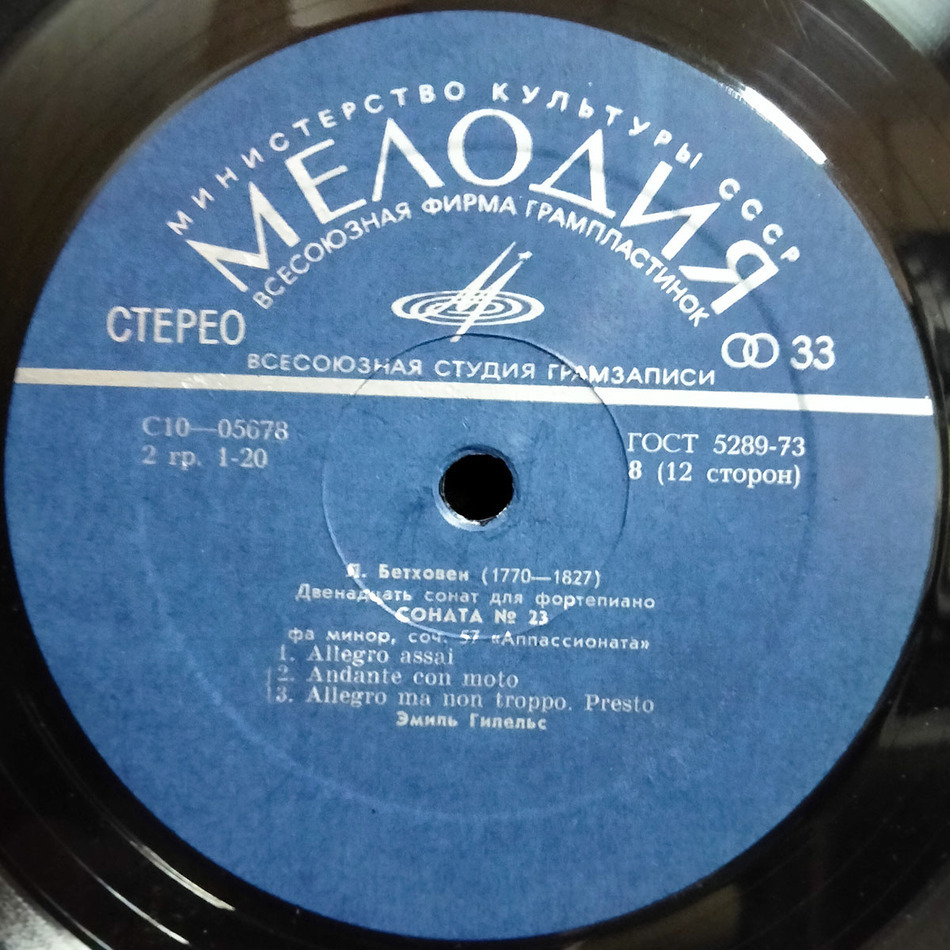 МИНИСТЕРСТВО КУЛЬТУРЫ СССР
МЕЛОДИЯ
ВСЕСОЮЗНАЯ ФИРМА ГРАМПЛАСТИНОК
СТЕРЕО
33
ВСЕСОЮЗНАЯ СТУДИЯ ГРАМЗАПИСИ
С10—05678
ГОСТ 5289-73
2 гр. 1-20
8 (12 сторон)
Л. Бетховен (1770—1827)
Двенадцать сонат для фортепиано
СОНАТА № 23
фа минор, соч. 57 «Аппассионата»
1. Allegro assai
2. Andante con moto
3. Allegro ma non troppo. Presto
Эмиль Гилельс